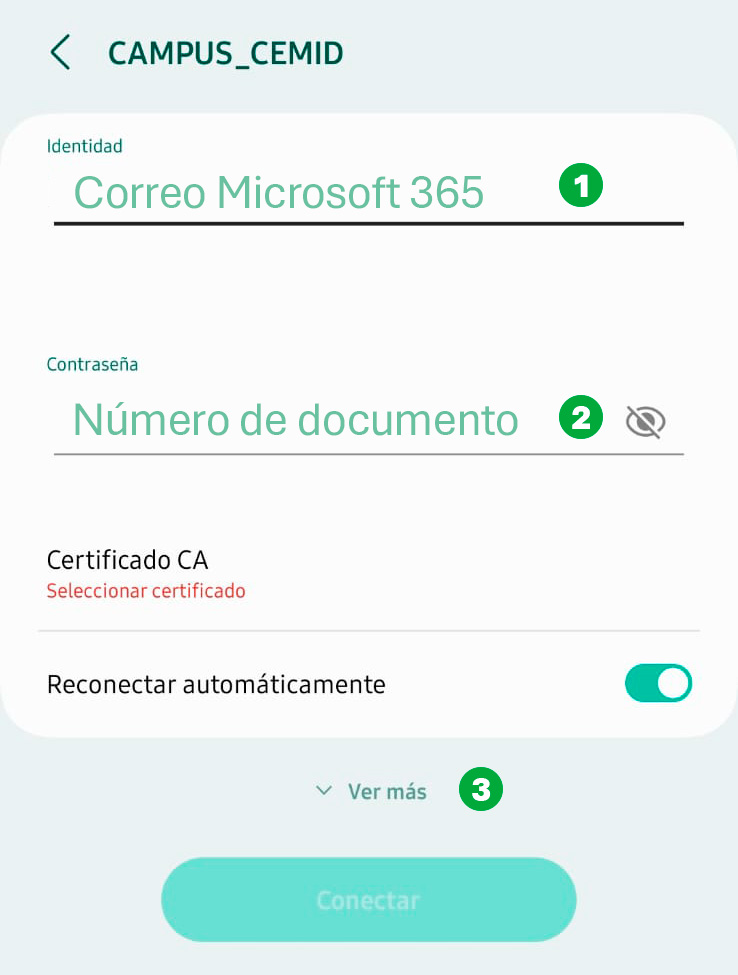 CAMPUS_CEMID
Identidad
Correo Microsoft 365 1
Contraseña
Número de documento 2
Certificado CA
Seleccionar certificado
Reconectar automáticamente
Ver más 3
Conectar